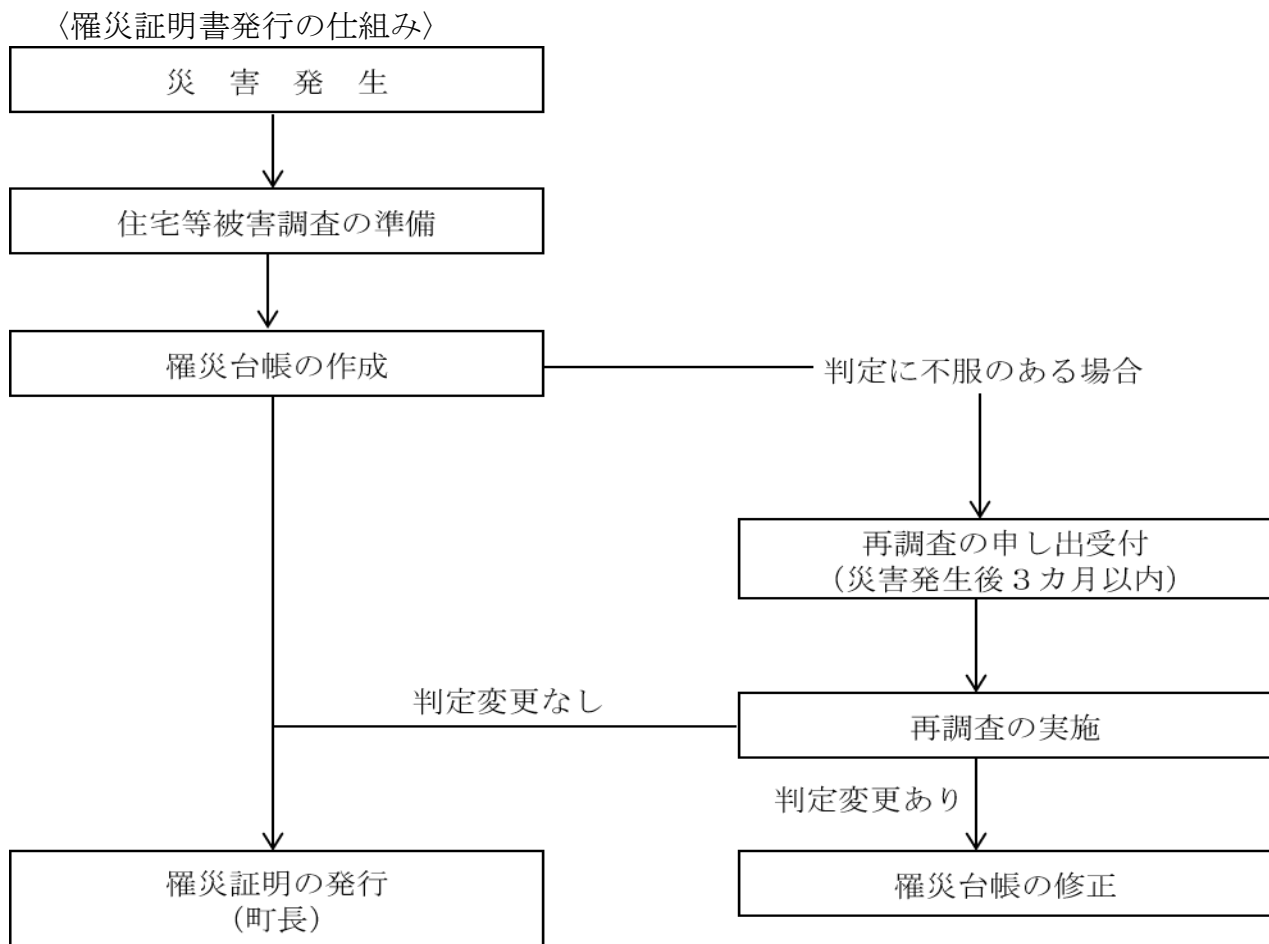 〈罹災証明書発行の仕組み〉
災　害　発　生
住宅等被害調査の準備
罹災台帳の作成
判定に不服のある場合
再調査の申し出受付
（災害発生後３カ月以内）
判定変更なし
再調査の実施
判定変更あり
罹災証明の発行
（町長）
罹災台帳の修正